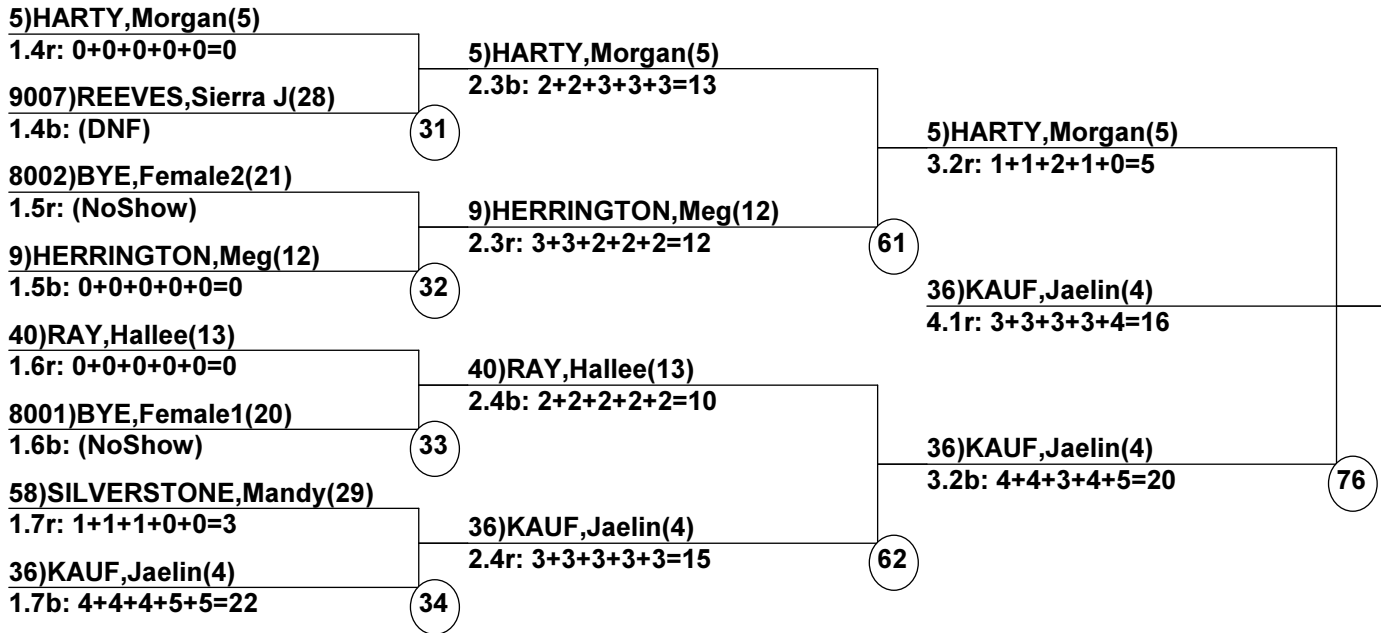 5)HARTY,Morgan(5)
1.4r: 0+0+0+0+0=0
9007)REEVES,Sierra J(28)
1.4b: (DNF)
31
8002)BYE,Female2(21)
1.5r: (NoShow)
9)HERRINGTON,Meg(12)
1.5b: 0+0+0+0+0=0
32
40)RAY,Hallee(13)
1.6r: 0+0+0+0+0=0
8001)BYE,Female1(20)
1.6b: (NoShow)
33
58)SILVERSTONE,Mandy(29)
1.7r: 1+1+1+0+0=3
36)KAUF,Jaelin(4)
1.7b: 4+4+4+5+5=22
34
5)HARTY,Morgan(5)
2.3b: 2+2+3+3+3=13
9)HERRINGTON,Meg(12)
2.3r: 3+3+2+2+2=12
61
40)RAY,Hallee(13)
2.4b: 2+2+2+2+2=10
36)KAUF,Jaelin(4)
2.4r: 3+3+3+3+3=15
62
5)HARTY,Morgan(5)
3.2r: 1+1+2+1+0=5
36)KAUF,Jaelin(4)
4.1r: 3+3+3+3+4=16
36)KAUF,Jaelin(4)
3.2b: 4+4+3+4+5=20
76